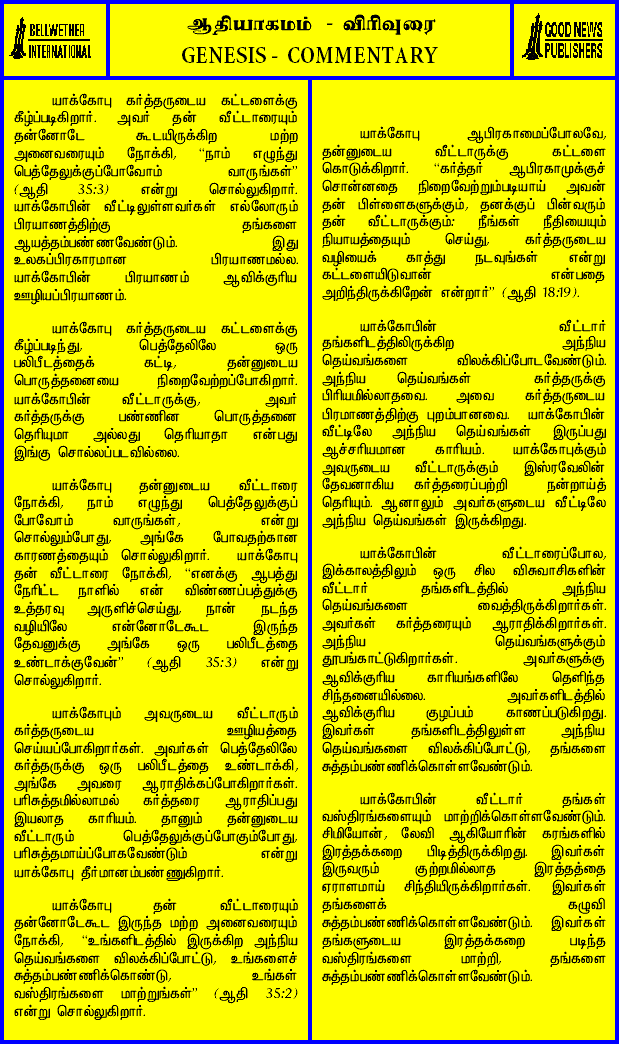 BELLWETHER
INTERNATIONAL
ஆதியாகமம் - விரிவுரை
GENESIS - COMMENTARY
GOOD NEWS
PUBLISHERS
யாக்கோபு கர்த்தருடைய கட்டளைக்கு
கீழ்ப்படிகிறார். அவர் தன் வீட்டாரையும்
தன்னோடே கூடயிருக்கிற மற்ற
அனைவரையும் நோக்கி, “நாம் எழுந்து
பெத்தேலுக்குப்போவோம் வாருங்கள்”
(ஆதி 35:3) என்று சொல்லுகிறார்.
யாக்கோபின் வீட்டிலுள்ளவர்கள் எல்லோரும்
பிரயாணத்திற்கு தங்களை
ஆயத்தம்பண்ணவேண்டும். இது
உலகப்பிரகாரமான பிரயாணமல்ல.
யாக்கோபின் பிரயாணம் ஆவிக்குரிய
ஊழியப்பிரயாணம்.
யாக்கோபு கர்த்தருடைய கட்டளைக்கு
கீழ்ப்படிந்து, பெத்தேலிலே ஒரு
பலிபீடத்தைக் கட்டி, தன்னுடைய
பொருத்தனையை நிறைவேற்றப்போகிறார்.
யாக்கோபின் வீட்டாருக்கு, அவர்
கர்த்தருக்கு பண்ணின பொருத்தனை
தெரியுமா அல்லது தெரியாதா என்பது
இங்கு சொல்லப்படவில்லை.
யாக்கோபு தன்னுடைய வீட்டாரை
நோக்கி, நாம் எழுந்து பெத்தேலுக்குப்
போவோம் வாருங்கள், என்று
சொல்லும்போது, அங்கே போவதற்கான
காரணத்தையும் சொல்லுகிறார். யாக்கோபு
தன் வீட்டாரை நோக்கி, “எனக்கு ஆபத்து
நேரிட்ட நாளில் என் விண்ணப்பத்துக்கு
உத்தரவு அருளிச்செய்து, நான் நடந்த
வழியிலே என்னோடேகூட இருந்த
தேவனுக்கு அங்கே ஒரு பலிபீடத்தை
உண்டாக்குவேன்” (ஆதி 35:3) என்று
சொல்லுகிறார்.
யாக்கோபும் அவருடைய வீட்டாரும்
கர்த்தருடைய ஊழியத்தை
செய்யப்போகிறார்கள். அவர்கள் பெத்தேலிலே
கர்த்தருக்கு ஒரு பலிபீடத்தை உண்டாக்கி,
அங்கே அவரை ஆராதிக்கப்போகிறார்கள்.
பரிசுத்தமில்லாமல் கர்த்தரை ஆராதிப்பது
இயலாத காரியம். தானும் தன்னுடைய
வீட்டாரும் பெத்தேலுக்குப்போகும்போது,
பரிசுத்தமாய்ப்போகவேண்டும் என்று
யாக்கோபு தீர்மானம்பண்ணுகிறார்.
யாக்கோபு தன் வீட்டாரையும்
தன்னோடேகூட இருந்த மற்ற அனைவரையும்
நோக்கி, “உங்களிடத்தில் இருக்கிற அந்நிய
தெய்வங்களை விலக்கிப்போட்டு, உங்களைச்
சுத்தம்பண்ணிக்கொண்டு, உங்கள்
வஸ்திரங்களை மாற்றுங்கள்” (ஆதி 35:2)
என்று சொல்லுகிறார்.
யாக்கோபு ஆபிரகாமைப்போலவே,
தன்னுடைய வீட்டாருக்கு கட்டளை
கொடுக்கிறார். “கர்த்தர் ஆபிரகாமுக்குச்
சொன்னதை நிறைவேற்றும்படியாய் அவன்
தன் பிள்ளைகளுக்கும், தனக்குப் பின்வரும்
தன் வீட்டாருக்கும்: நீங்கள் நீதியையும்
நியாயத்தையும் செய்து, கர்த்தருடைய
வழியைக் காத்து நடவுங்கள் என்று
கட்டளையிடுவான் என்பதை
அறிந்திருக்கிறேன் என்றார்” (ஆதி 18:19).
யாக்கோபின் வீட்டார்
தங்களிடத்திலிருக்கிற அந்நிய
தெய்வங்களை விலக்கிப்போடவேண்டும்.
அந்நிய தெய்வங்கள் கர்த்தருக்கு
பிரியமில்லாதவை. அவை கர்த்தருடைய
பிரமாணத்திற்கு புறம்பானவை. யாக்கோபின்
வீட்டிலே அந்நிய தெய்வங்கள் இருப்பது
ஆச்சரியமான காரியம். யாக்கோபுக்கும்
அவருடைய வீட்டாருக்கும் இஸ்ரவேலின்
தேவனாகிய கர்த்தரைப்பற்றி நன்றாய்த்
தெரியும். ஆனாலும் அவர்களுடைய வீட்டிலே
அந்நிய தெய்வங்கள் இருக்கிறது.
யாக்கோபின் வீட்டாரைப்போல,
இக்காலத்திலும் ஒரு சில விசுவாசிகளின்
வீட்டார் தங்களிடத்தில் அந்நிய
தெய்வங்களை வைத்திருக்கிறார்கள்.
அவர்கள் கர்த்தரையும் ஆராதிக்கிறார்கள்.
அந்நிய தெய்வங்களுக்கும்
தூபங்காட்டுகிறார்கள். அவர்களுக்கு
ஆவிக்குரிய காரியங்களிலே தெளிந்த
சிந்தனையில்லை. அவர்களிடத்தில்
ஆவிக்குரிய குழப்பம் காணப்படுகிறது.
இவர்கள் தங்களிடத்திலுள்ள அந்நிய
தெய்வங்களை விலக்கிப்போட்டு, தங்களை
சுத்தம்பண்ணிக்கொள்ளவேண்டும்.
யாக்கோபின் வீட்டார் தங்கள்
வஸ்திரங்களையும் மாற்றிக்கொள்ளவேண்டும்.
சிமியோன், லேவி ஆகியோரின் கரங்களில்
இரத்தக்கறை பிடித்திருக்கிறது. இவர்கள்
இருவரும் குற்றமில்லாத இரத்தத்தை
ஏராளமாய் சிந்தியிருக்கிறார்கள். இவர்கள்
தங்களைக் கழுவி
சுத்தம்பண்ணிக்கொள்ளவேண்டும். இவர்கள்
தங்களுடைய இரத்தக்கறை படிந்த
வஸ்திரங்களை மாற்றி, தங்களை
சுத்தம்பண்ணிக்கொள்ளவேண்டும்.